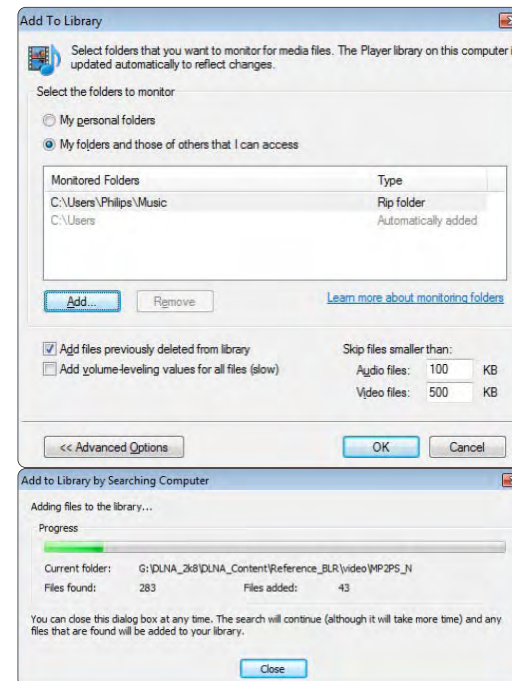 Add To Library
Select folders that you want to monitor for media files. The Player library on this computer
updated automatically to reflect changes.
Select the folders to monitor
My personal folders
My folders and those of others that I can access
Monitored Folders Type
C:\Users\Philips\Music Rip folder
C:\Users Automatically added
Add... Remove Learn more about monitoring folders
Add files previously deleted from library Skip files smaller than:
Add volume-leveling values for all files (slow) Audio files: 100 KB
Video files: 500 KB
<< Advanced Options OK Cancel
Add to Library by Searching Computer
Adding files to the library...
Progress
Current folder: G:\DLNA_2k8\DLNA_Content\Reference_BLR\video\MP2PS_N
Files found: 283 Files added: 43
You can close this dialog box at any time. The search will continue (although it will take more time) and any
files that are found will be added to your library.
Close